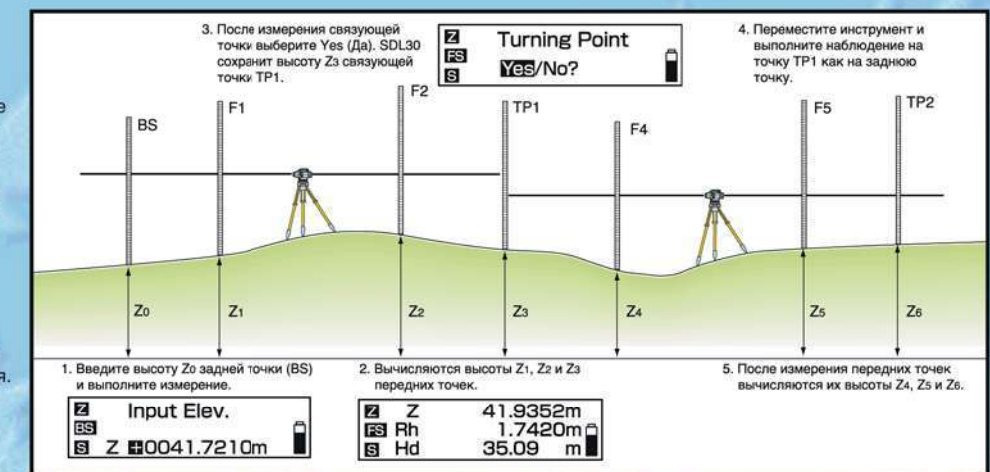 3. После измерения связующей
точки выберите Yes (Да). SDL30
сохранит высоту Z3 связующей
точки TP1.
Z Turning Point
FS Yes/No?
S
4. Переместите инструмент и
выполните наблюдение на
точку TP1 как на заднюю
точку.
BS
F1
F2
TP1
F4
F5
TP2
Z0
Z1
Z2
Z3
Z4
Z5
Z6
1. Введите высоту Z0 задней точки (BS)
и выполните измерение.
Z Input Elev.
BS
S Z +0041.7210m
2. Вычисляются высоты Z1, Z2 и Z3
передних точек.
Z Z 41.9352m
FS Rh 1.7420m
S Hd 35.09 m
5. После измерения передних точек
вычисляются их высоты Z4, Z5 и Z6.